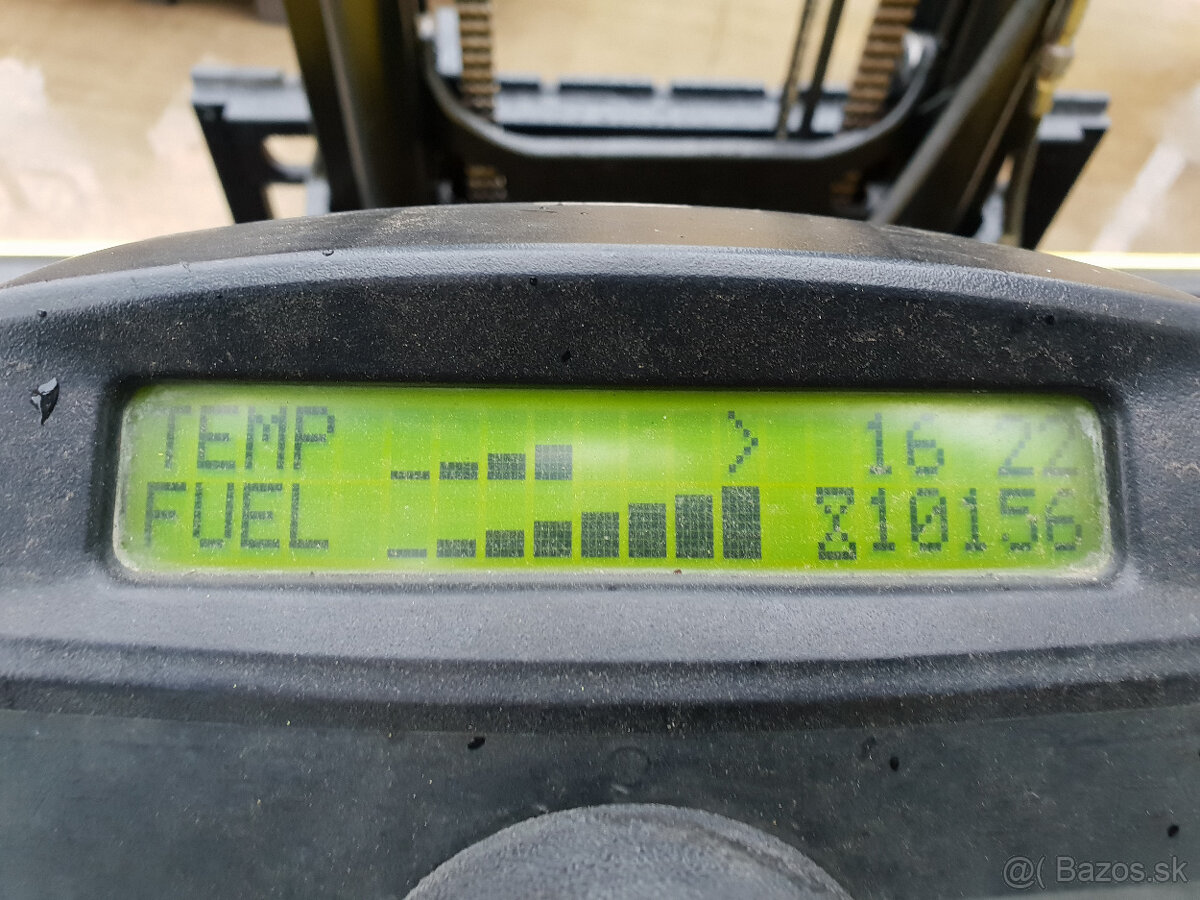 TEMP > 16 22
FUEL ⧖10156
@( Bazos.sk